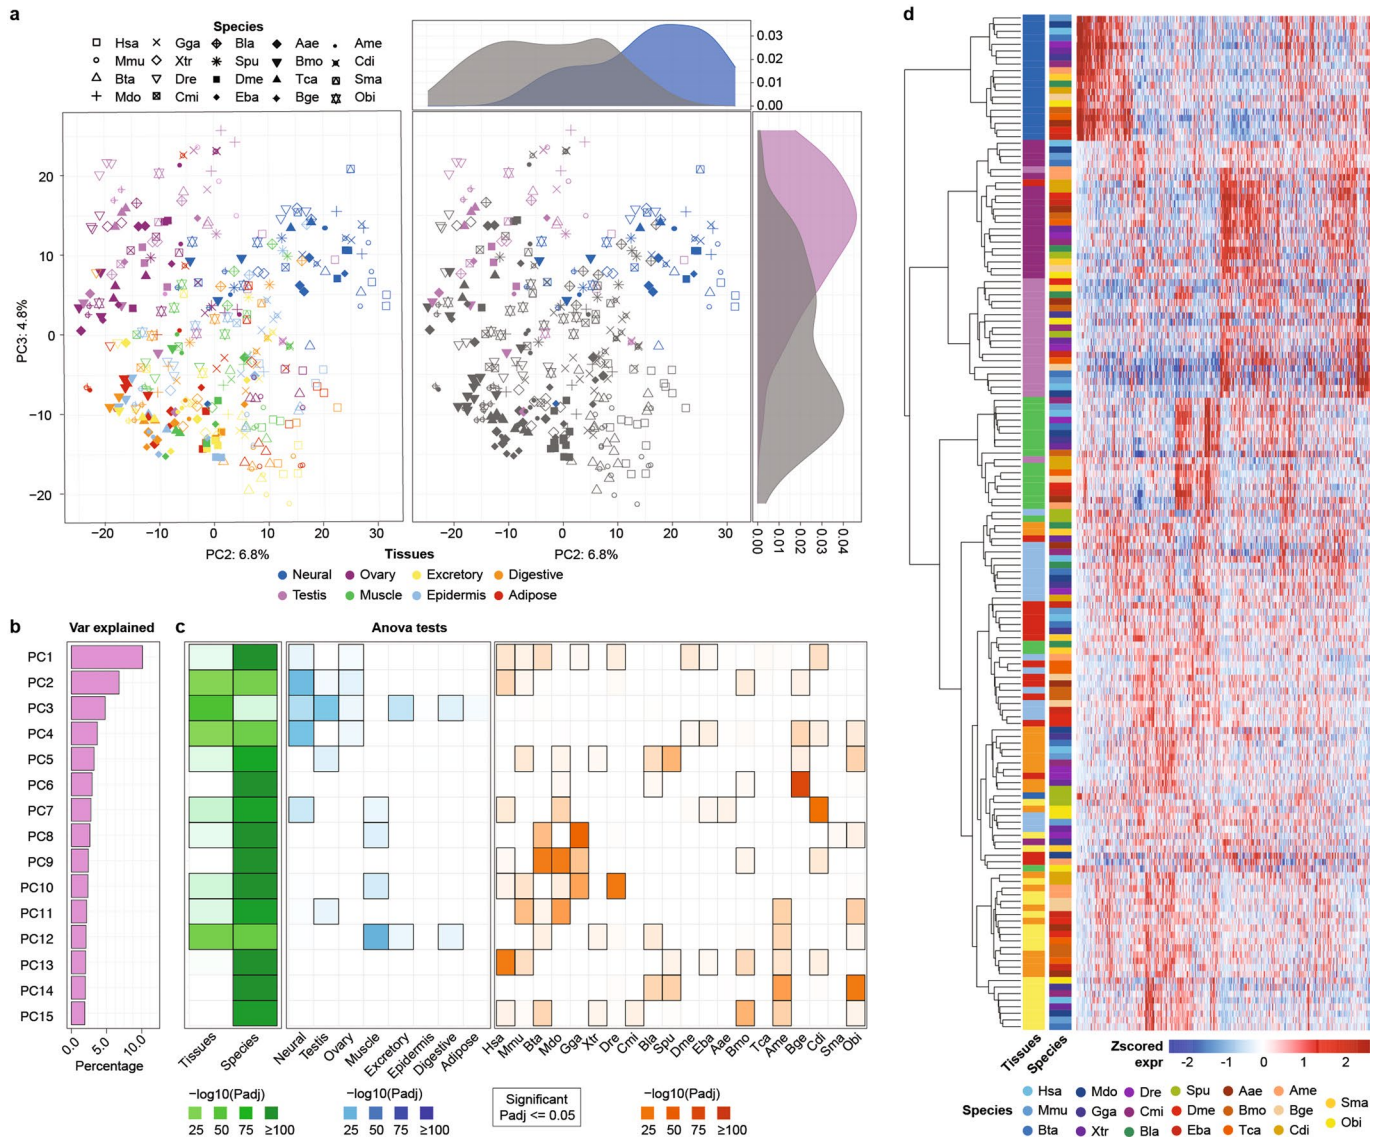 a
Species
Hsa Gga Bla Aae Ame
Mmu Xtr Spu Bmo Cdi
Bta Dre Dme Tca Sma
Mdo Cmi Eba Bge Obi
0.03
0.02
0.01
0.00
20
10
0
−10
−20
PC3: 4.8%
−20 −10 0 10 20 30
PC2: 6.8%
−20 −10 0 10 20 30
PC2: 6.8%
0.00 0.01 0.02 0.03 0.04
Tissues
Neural Ovary Excretory Digestive
Testis Muscle Epidermis Adipose
b
Var explained
PC1
PC2
PC3
PC4
PC5
PC6
PC7
PC8
PC9
PC10
PC11
PC12
PC13
PC14
PC15
0.0 5.0 10.0
Percentage
c
Anova tests
Tissues Species
Neural Testis Ovary Muscle Excretory Epidermis Digestive Adipose
Hsa Mmu Bta Mdo Gga Xtr Dre Cmi Bla Spu Dme Eba Aae Bmo Tca Ame Bge Cdi Sma Obi
−log10(Padj)
25 50 75 ≥100
−log10(Padj)
25 50 75 ≥100
Significant
Padj <= 0.05
−log10(Padj)
25 50 75 ≥100
d
Tissues Species
Zscored
expr
-2 -1 0 1 2
Species
Hsa Mdo Dre Spu Aae Ame
Mmu Gga Cmi Dme Bmo Bge
Bta Xtr Bla Eba Tca Cdi
Sma
Obi